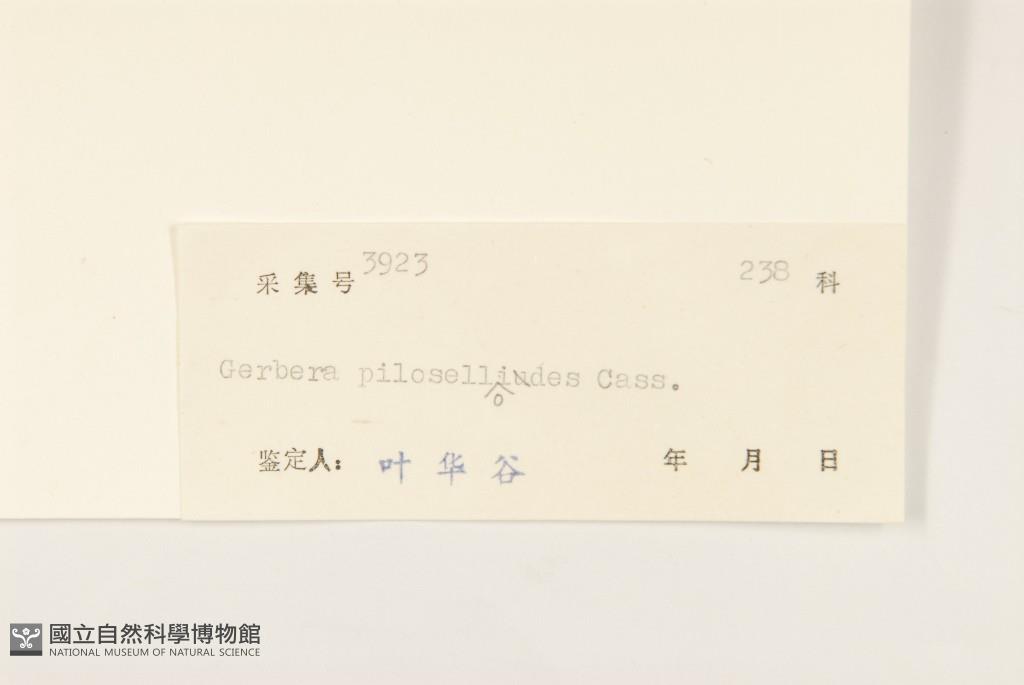 采集号 3923 238 科
Gerbera piloselliudes Cass.
o
鉴定人: 叶华谷 年 月 日
國立自然科學博物館
NATIONAL MUSEUM OF NATURAL SCIENCE